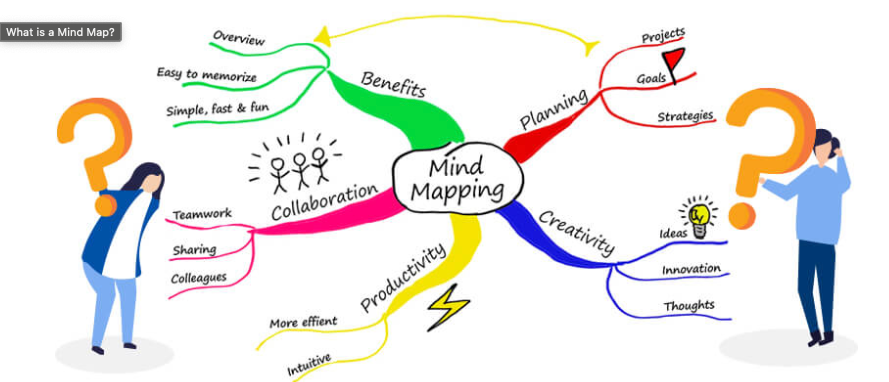 What is a Mind Map?
Overview
Easy to memorize
Simple, fast & fun
Benefits
Projects
Goals
Strategies
Planning
Mind
Mapping
Collaboration
Teamwork
Sharing
Colleagues
Creativity
Ideas
Innovation
Thoughts
Productivity
More effient
Intuitive